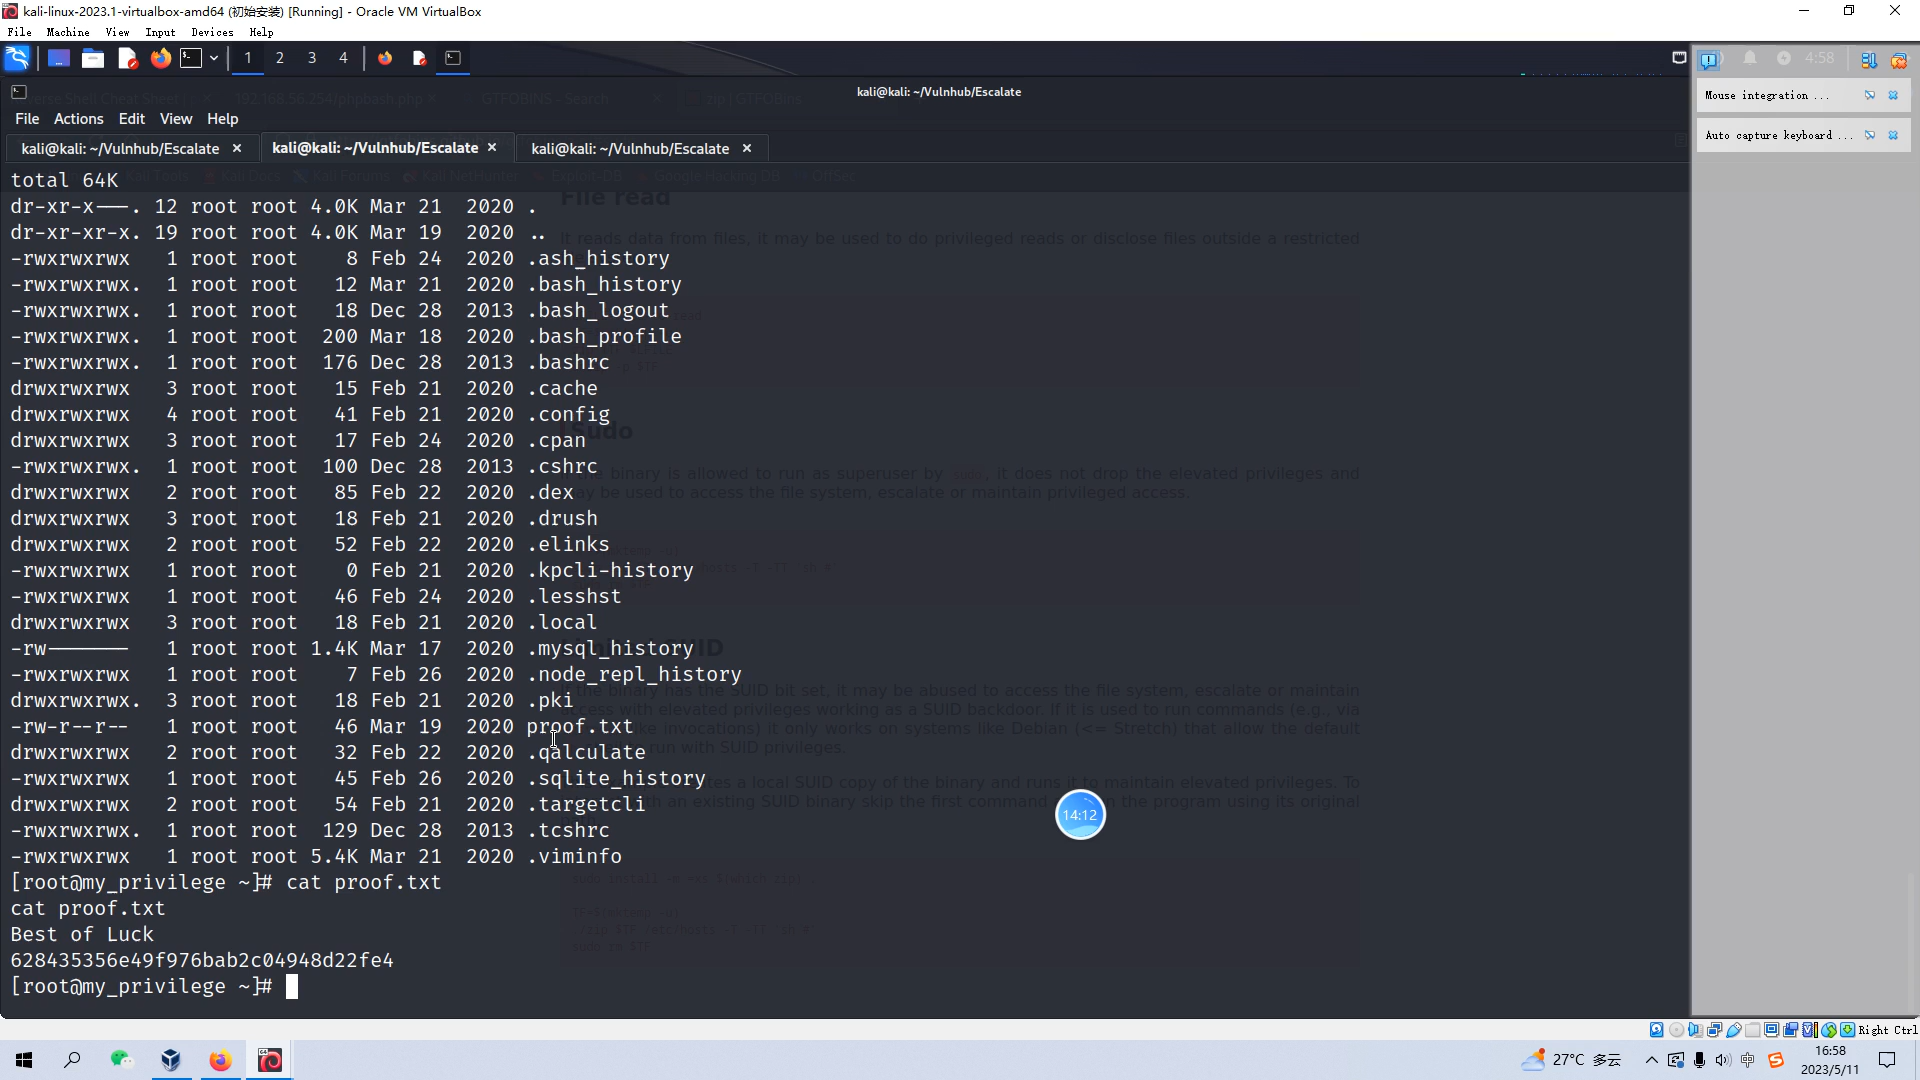 kali-linux-2023.1-virtualbox-amd64 (初始安装) [Running] - Oracle VM VirtualBox
File Machine View Input Devices Help
1 2 3 4
4:58
kali@kali: ~/Vulnhub/Escalate
Mouse integration ...
Auto capture keyboard ...
File Actions Edit View Help
kali@kali: ~/Vulnhub/Escalate kali@kali: ~/Vulnhub/Escalate kali@kali: ~/Vulnhub/Escalate
total 64K
dr-xr-x---. 12 root root 4.0K Mar 21 2020 .
dr-xr-xr-x. 19 root root 4.0K Mar 19 2020 ..
-rwxrwxrwx 1 root root 8 Feb 24 2020 .ash_history
-rwxrwxrwx. 1 root root 12 Mar 21 2020 .bash_history
-rwxrwxrwx. 1 root root 18 Dec 28 2013 .bash_logout
-rwxrwxrwx. 1 root root 200 Mar 18 2020 .bash_profile
-rwxrwxrwx. 1 root root 176 Dec 28 2013 .bashrc
drwxrwxrwx 3 root root 15 Feb 21 2020 .cache
drwxrwxrwx 4 root root 41 Feb 21 2020 .config
drwxrwxrwx 3 root root 17 Feb 24 2020 .cpan
-rwxrwxrwx. 1 root root 100 Dec 28 2013 .cshrc
drwxrwxrwx 2 root root 85 Feb 22 2020 .dex
drwxrwxrwx 3 root root 18 Feb 21 2020 .drush
drwxrwxrwx 2 root root 52 Feb 22 2020 .elinks
-rwxrwxrwx 1 root root 0 Feb 21 2020 .kpcli-history
-rwxrwxrwx 1 root root 46 Feb 24 2020 .lesshst
drwxrwxrwx 3 root root 18 Feb 21 2020 .local
-rw------- 1 root root 1.4K Mar 17 2020 .mysql_history
-rwxrwxrwx 1 root root 7 Feb 26 2020 .node_repl_history
drwxrwxrwx. 3 root root 18 Feb 21 2020 .pki
-rw-r--r-- 1 root root 46 Mar 19 2020 proof.txt
drwxrwxrwx 2 root root 32 Feb 22 2020 .qalculate
-rwxrwxrwx 1 root root 45 Feb 26 2020 .sqlite_history
drwxrwxrwx 2 root root 54 Feb 21 2020 .targetcli
-rwxrwxrwx. 1 root root 129 Dec 28 2013 .tcshrc
-rwxrwxrwx 1 root root 5.4K Mar 21 2020 .viminfo
[root@my_privilege ~]# cat proof.txt
cat proof.txt
Best of Luck
628435356e49f976bab2c04948d22fe4
[root@my_privilege ~]#
14:12
Right Ctrl
27°C 多云
中
16:58
2023/5/11